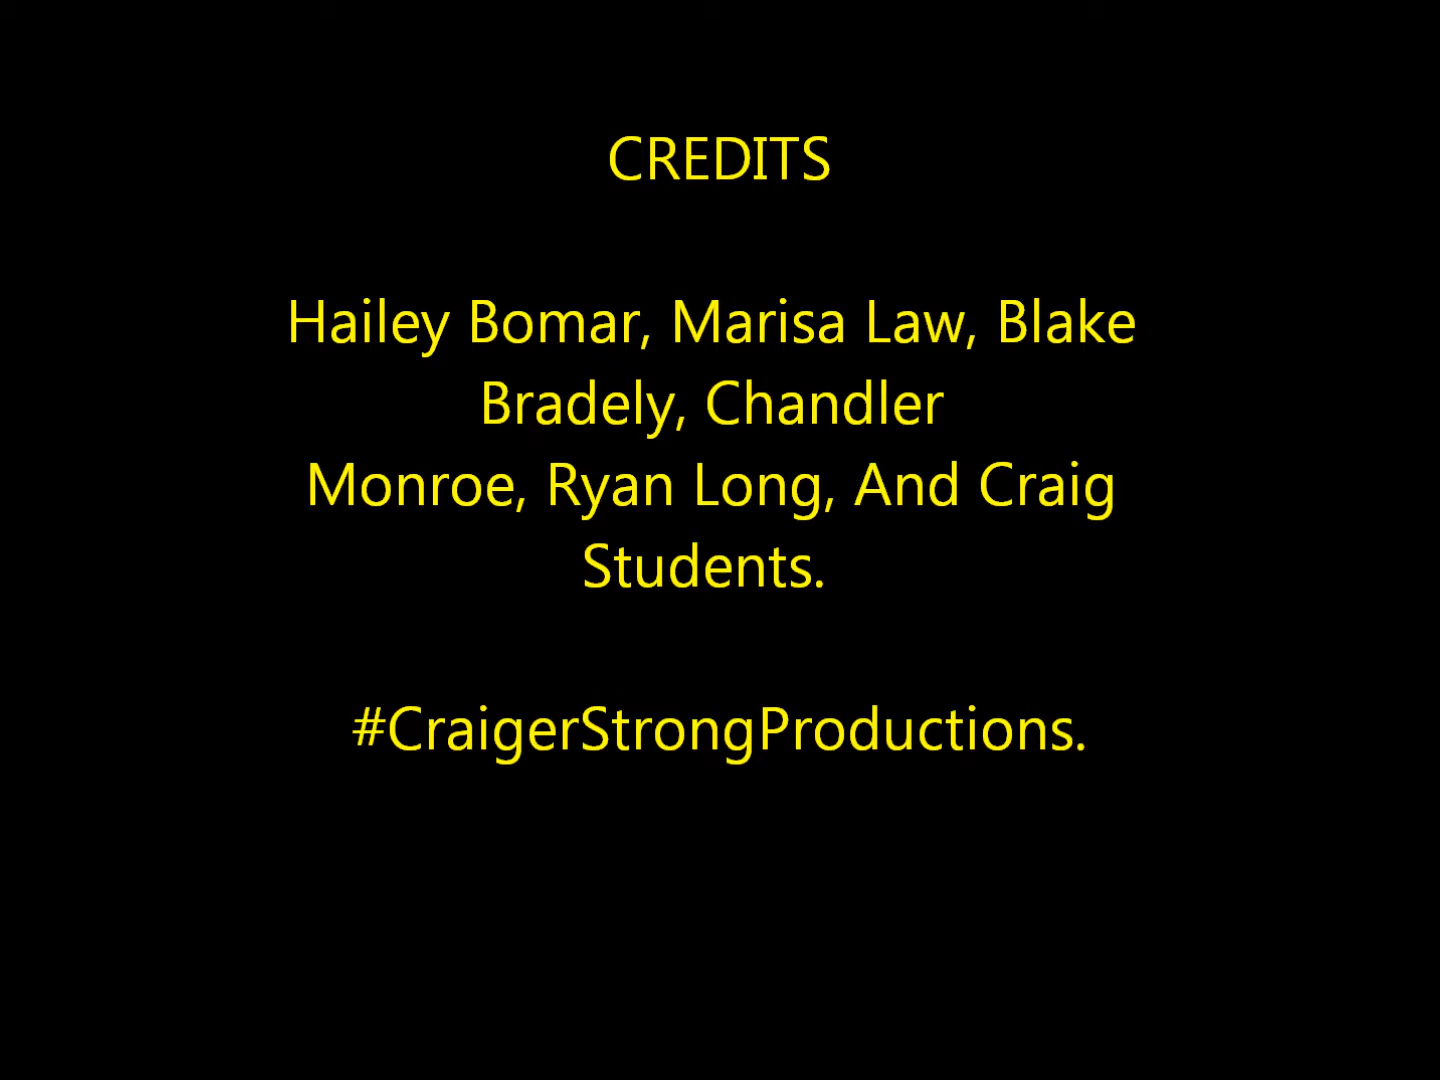 CREDITS
Hailey Bomar, Marisa Law, Blake
Bradely, Chandler
Monroe, Ryan Long, And Craig
Students.
#CraigerStrongProductions.